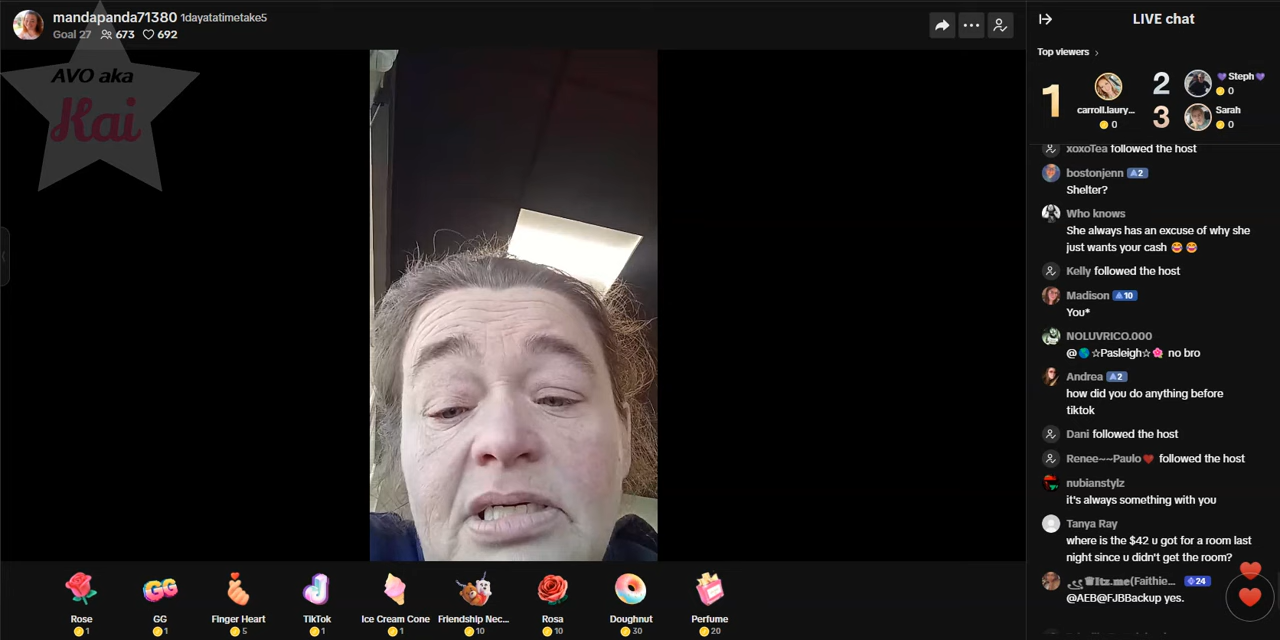 mandapanda71380 1dayatatimetake5
Goal 27 673 692
AVO aka
Kai
LIVE chat
Top viewers >
1
carroll.laury...
0
2
💜Steph💜
0
3
Sarah
0
xoxoTea followed the host
bostonjenn 2
Shelter?
Who knows
She always has an excuse of why she
just wants your cash 😂 😂
Kelly followed the host
Madison 10
You*
NOLUVRICO.000
@🌎☆Pasleigh☆🌺 no bro
Andrea 2
how did you do anything before
tiktok
Dani followed the host
Renee~~Paulo♥️ followed the host
nubianstylz
it's always something with you
Tanya Ray
where is the $42 u got for a room last
night since u didn't get the room?
𝕴𝖙𝖟.𝖒𝖊(Faithie... 24
@AEB@FJBBackup yes.
Rose
GG
GG
Finger Heart
TikTok
Ice Cream Cone
Friendship Nec...
Rosa
Doughnut
Perfume
1
1
5
1
1
10
10
30
20